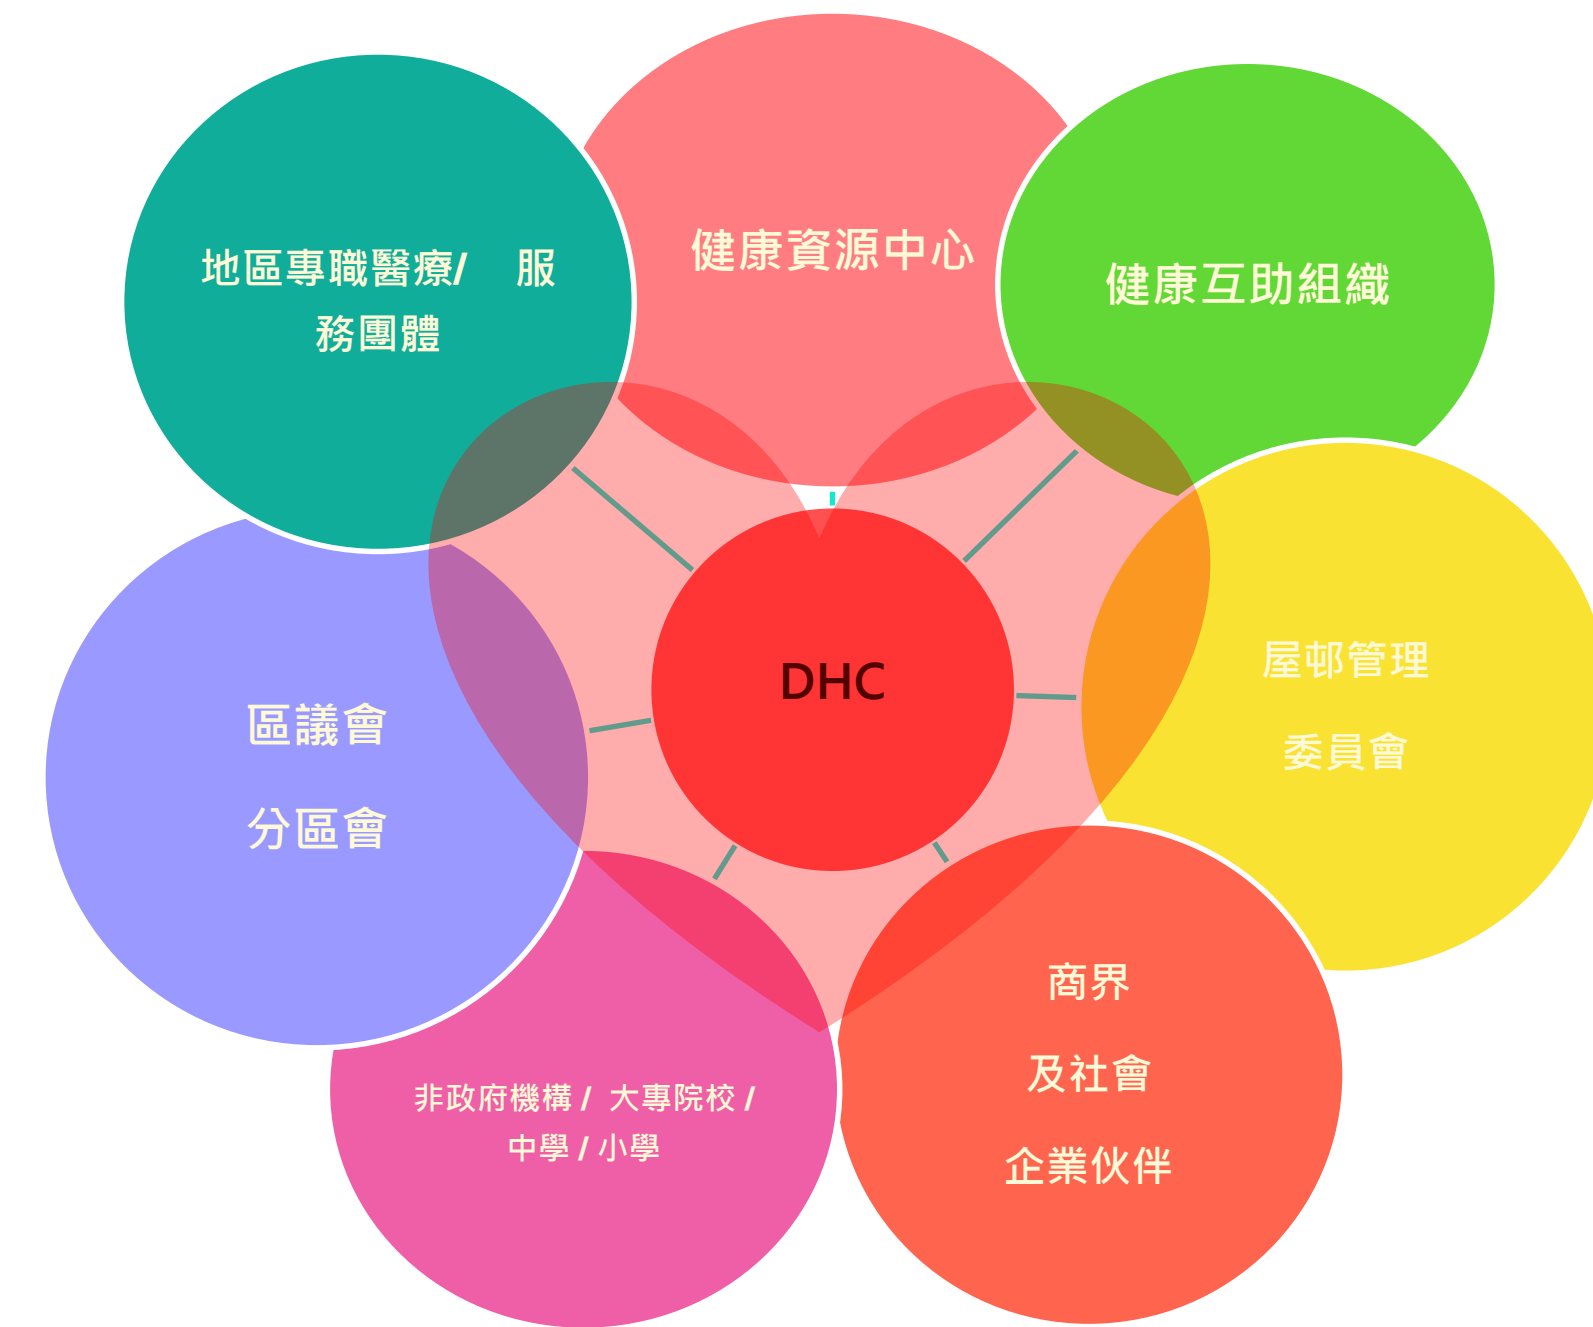 健康資源中心
健康互助組織
屋邨管理
委員會
商界
及社會
企業伙伴
非政府機構 / 大專院校 /
中學 / 小學
區議會
分區會
地區專職醫療/ 服
務團體
DHC